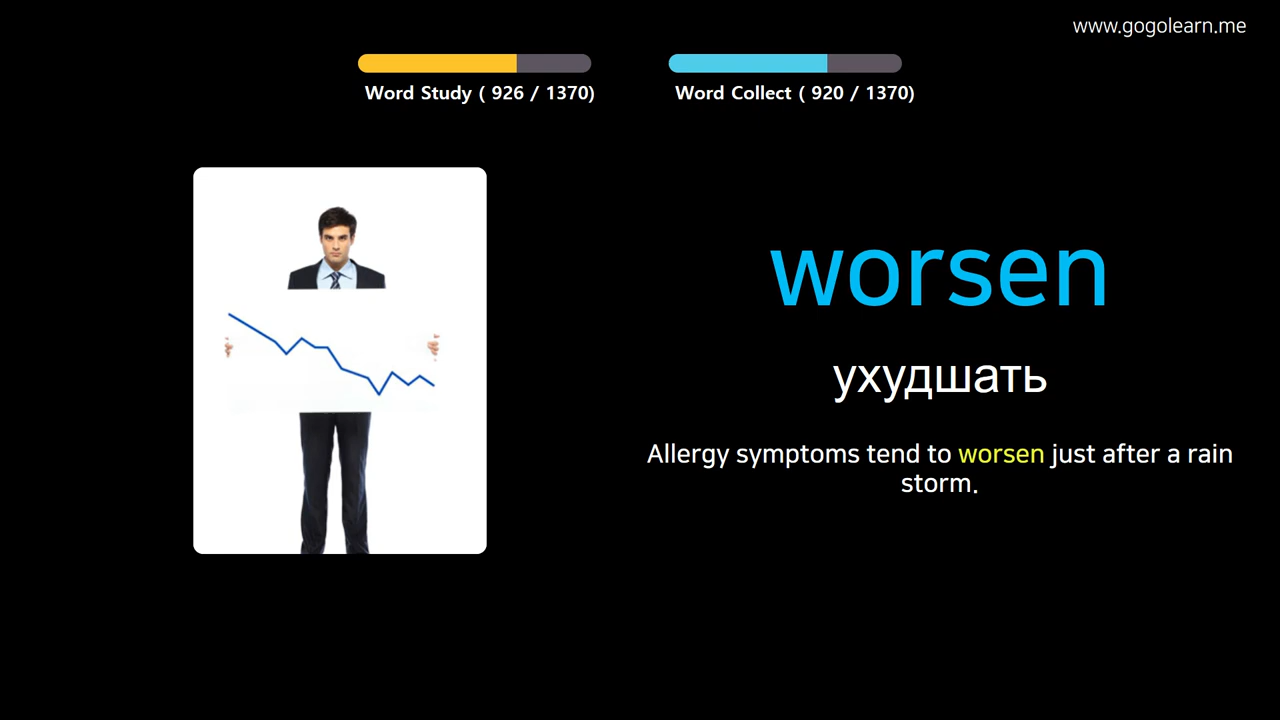 www.gogolearn.me
Word Study ( 926 / 1370)
Word Collect ( 920 / 1370)
worsen
ухудшать
Allergy symptoms tend to worsen just after a rain
storm.